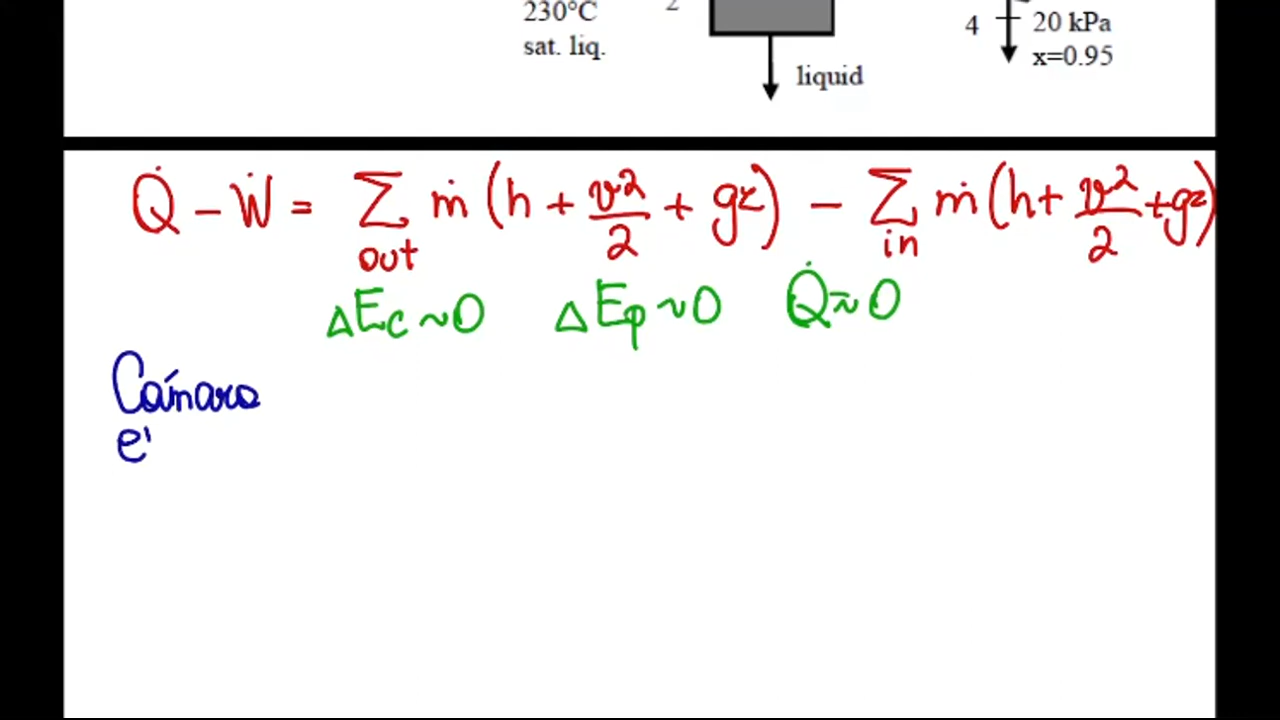 230°C
sat. liq.
2
liquid
4
20 kPa
x=0.95
Q̇ - Ẇ = Σ out ṁ (h + v²/2 + gz) - Σ in ṁ (h + v²/2 + gz)
ΔEc ~ 0 ΔEp ~ 0 Q̇ ≈ 0
Câmara
e'